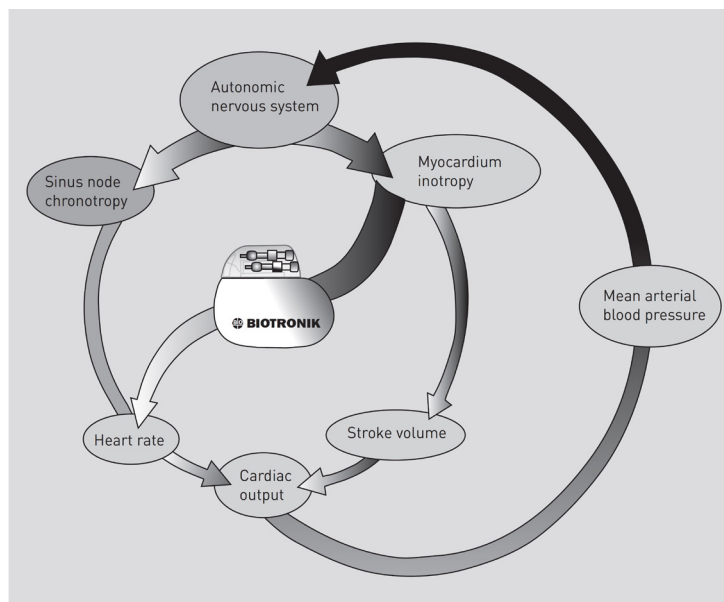 Autonomic
nervous system
Myocardium
inotropy
Sinus node
chronotropy
Mean arterial
blood pressure
BIOTRONIK
Heart rate
Stroke volume
Cardiac
output